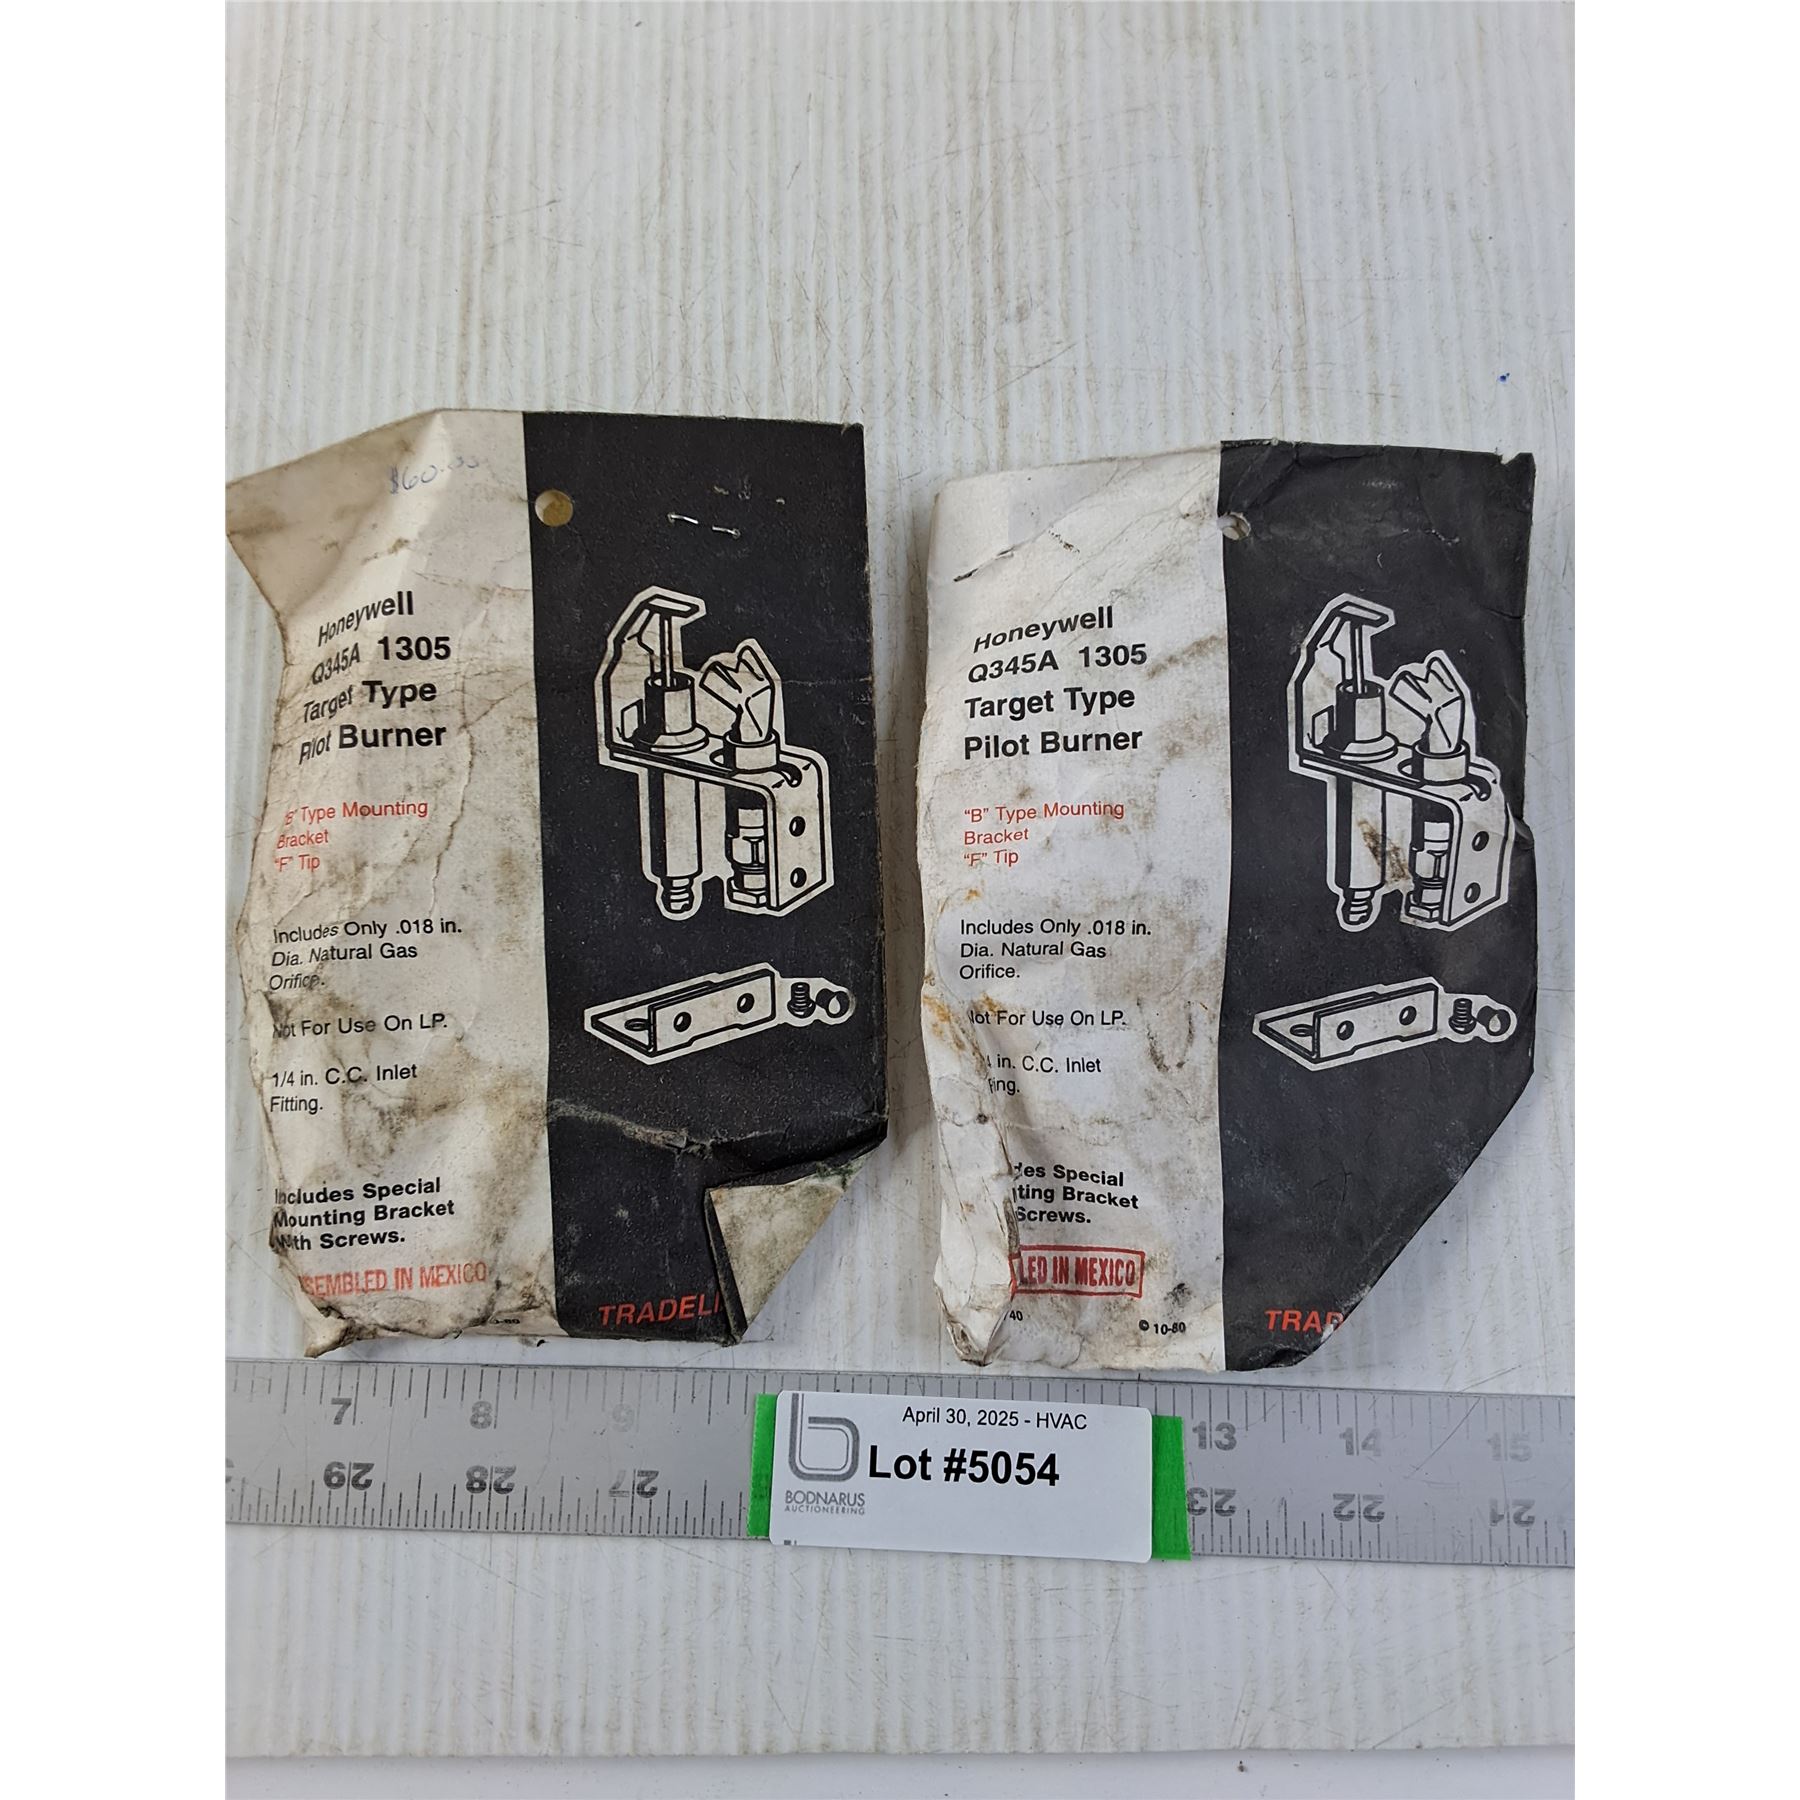 $60.00
Honeywell
Q345A 1305
Target Type
Pilot Burner
"B" Type Mounting
Bracket
"F" Tip
Includes Only .018 in.
Dia. Natural Gas
Orifice.
Not For Use On LP.
1/4 in. C.C. Inlet
Fitting.
Includes Special
Mounting Bracket
With Screws.
SEMBLED IN MEXICO
-80
TRADELI
Honeywell
Q345A 1305
Target Type
Pilot Burner
"B" Type Mounting
Bracket
"F" Tip
Includes Only .018 in.
Dia. Natural Gas
Orifice.
Not For Use On LP.
in. C.C. Inlet
ing.
des Special
ting Bracket
Screws.
LED IN MEXICO
40
© 10-80
TRAD
7 8 9 13 14 15
29 28 27 23 22 21
April 30, 2025 - HVAC
Lot #5054
BODNARUS
AUCTIONEERING